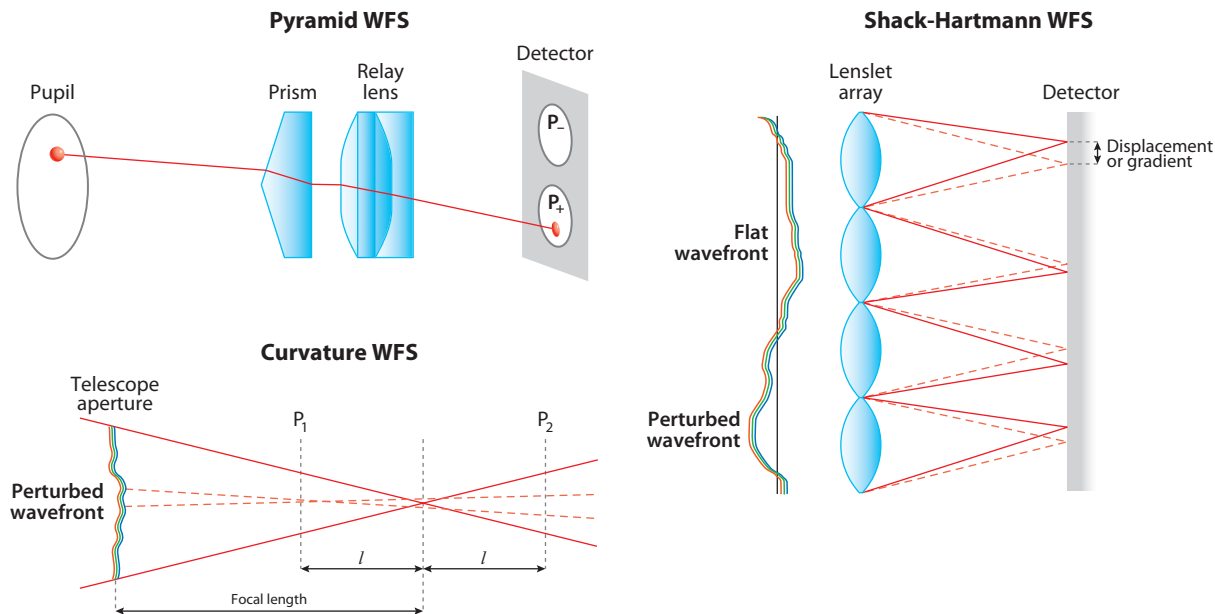 Pyramid WFS
Pupil
Prism
Relay
lens
Detector
P−
P+
Curvature WFS
Telescope
aperture
P1
P2
Perturbed
wavefront
l
l
Focal length
Shack-Hartmann WFS
Lenslet
array
Detector
Displacement
or gradient
Flat
wavefront
Perturbed
wavefront